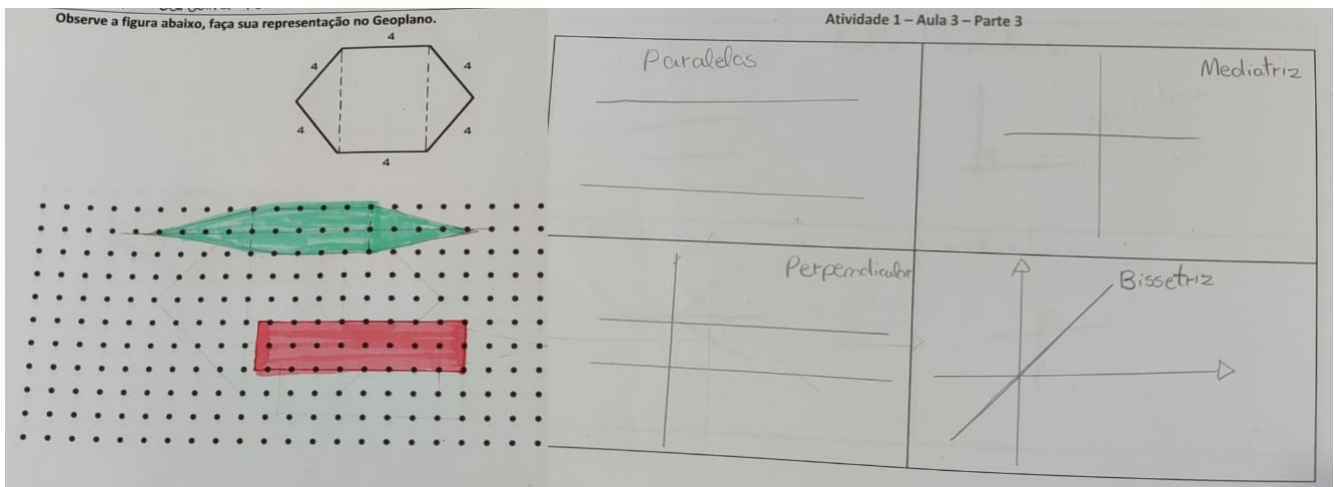 Observe a figura abaixo, faça sua representação no Geoplano.
4
4
4
4
4
4
Atividade 1 – Aula 3 – Parte 3
Paralelas
Mediatriz
Perpendicular
Bissetriz